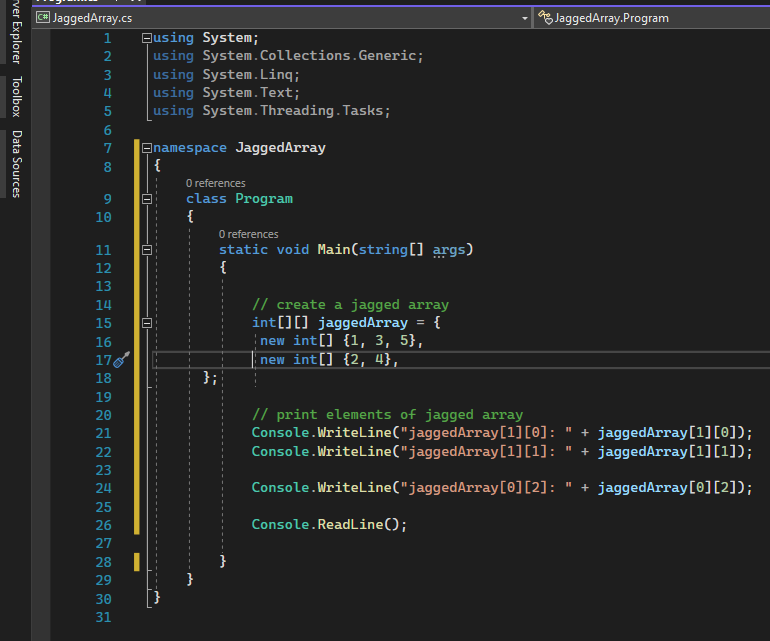 Server Explorer
Toolbox
Data Sources
C# JaggedArray.cs
JaggedArray.Program
1 using System;
2 using System.Collections.Generic;
3 using System.Linq;
4 using System.Text;
5 using System.Threading.Tasks;
6
7 namespace JaggedArray
8 {
0 references
9 class Program
10 {
0 references
11 static void Main(string[] args)
12 {
13
14 // create a jagged array
15 int[][] jaggedArray = {
16 new int[] {1, 3, 5},
17 new int[] {2, 4},
18 };
19
20 // print elements of jagged array
21 Console.WriteLine("jaggedArray[1][0]: " + jaggedArray[1][0]);
22 Console.WriteLine("jaggedArray[1][1]: " + jaggedArray[1][1]);
23
24 Console.WriteLine("jaggedArray[0][2]: " + jaggedArray[0][2]);
25
26 Console.ReadLine();
27
28 }
29 }
30 }
31